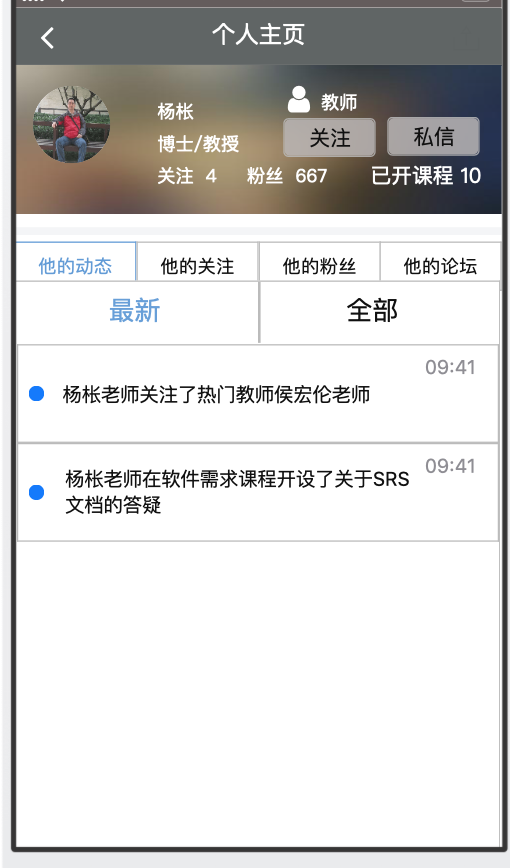 个人主页
杨枨
教师
博士/教授
关注
私信
关注 4 粉丝 667
已开课程 10
他的动态
他的关注
他的粉丝
他的论坛
最新
全部
09:41
杨枨老师关注了热门教师侯宏伦老师
09:41
杨枨老师在软件需求课程开设了关于SRS
文档的答疑